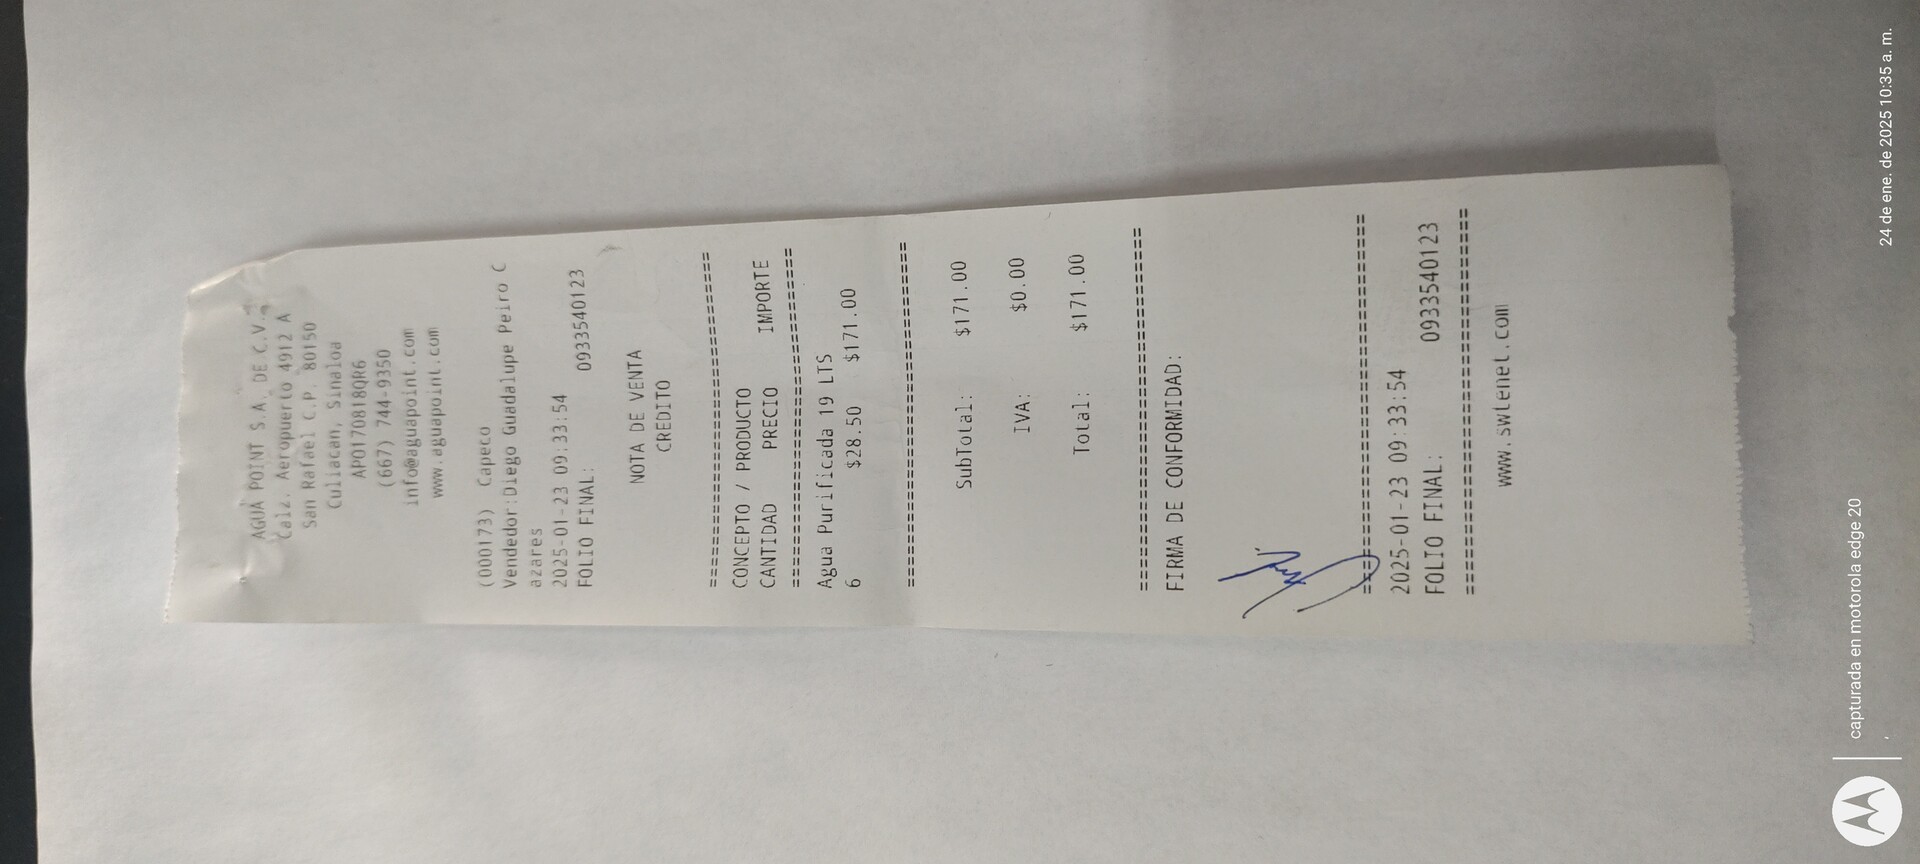 AGUA POINT S.A. DE C.V.
Calz. Aeropuerto 4912 A
San Rafael C.P. 80150
Culiacan, Sinaloa
APO170818QR6
(667) 744-9350
info@aguapoint.com
www.aguapoint.com
(000173) Capeco
Vendedor:Diego Guadalupe Peiro C
azares
2025-01-23 09:33:54
FOLIO FINAL: 0933540123
NOTA DE VENTA
CREDITO
================================
CONCEPTO / PRODUCTO
CANTIDAD PRECIO IMPORTE
================================
Agua Purificada 19 LTS
6 $28.50 $171.00
================================
SubTotal: $171.00
IVA: $0.00
Total: $171.00
================================
FIRMA DE CONFORMIDAD:
================================
2025-01-23 09:33:54
FOLIO FINAL: 0933540123
================================
www.swtenet.com
capturada en motorola edge 20
24 de ene. de 2025 10:35 a. m.